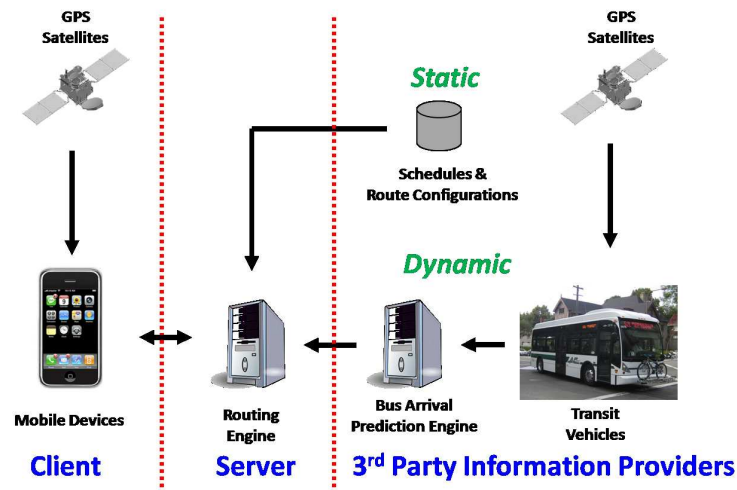 GPS
Satellites
GPS
Satellites
Static
Schedules &
Route Configurations
Dynamic
Mobile Devices
Routing
Engine
Bus Arrival
Prediction Engine
Transit
Vehicles
Client
Server
3rd Party Information Providers